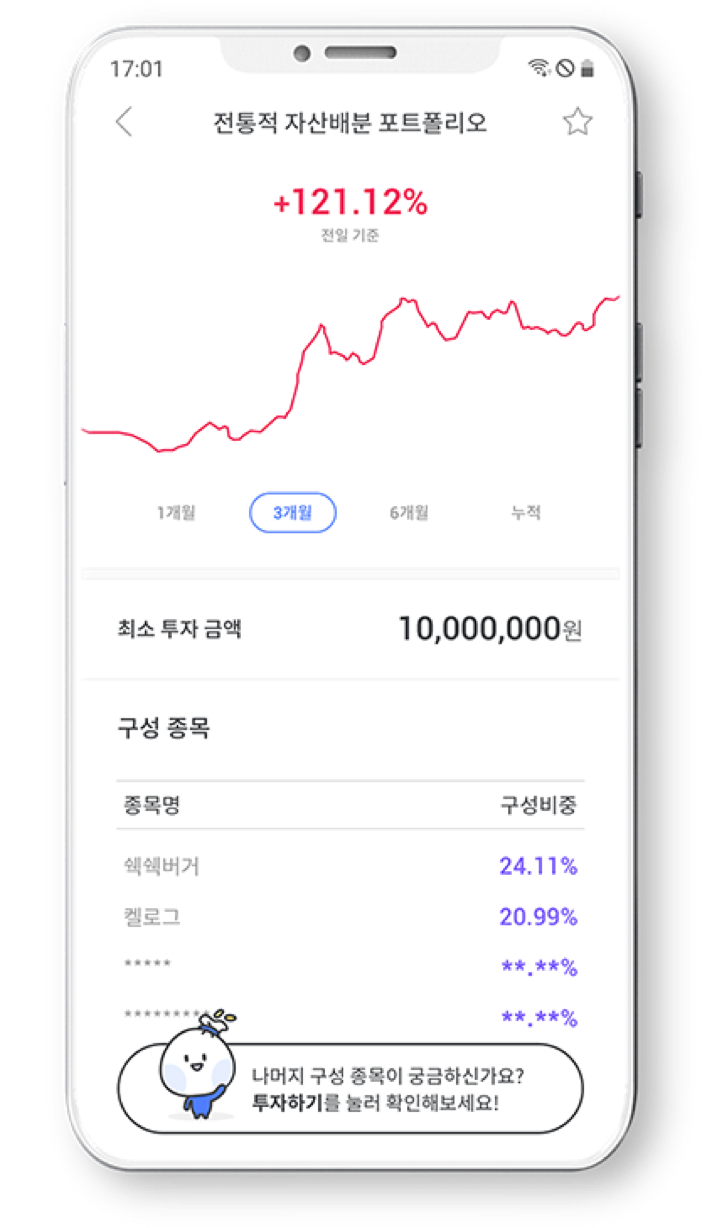 17:01
전통적 자산배분 포트폴리오
+121.12%
전일 기준
1개월 3개월 6개월 누적
최소 투자 금액 10,000,000원
구성 종목
종목명 구성비중
쉑쉑버거 24.11%
켈로그 20.99%
***** **.**%
********* **.**%
나머지 구성 종목이 궁금하신가요?
투자하기를 눌러 확인해보세요!